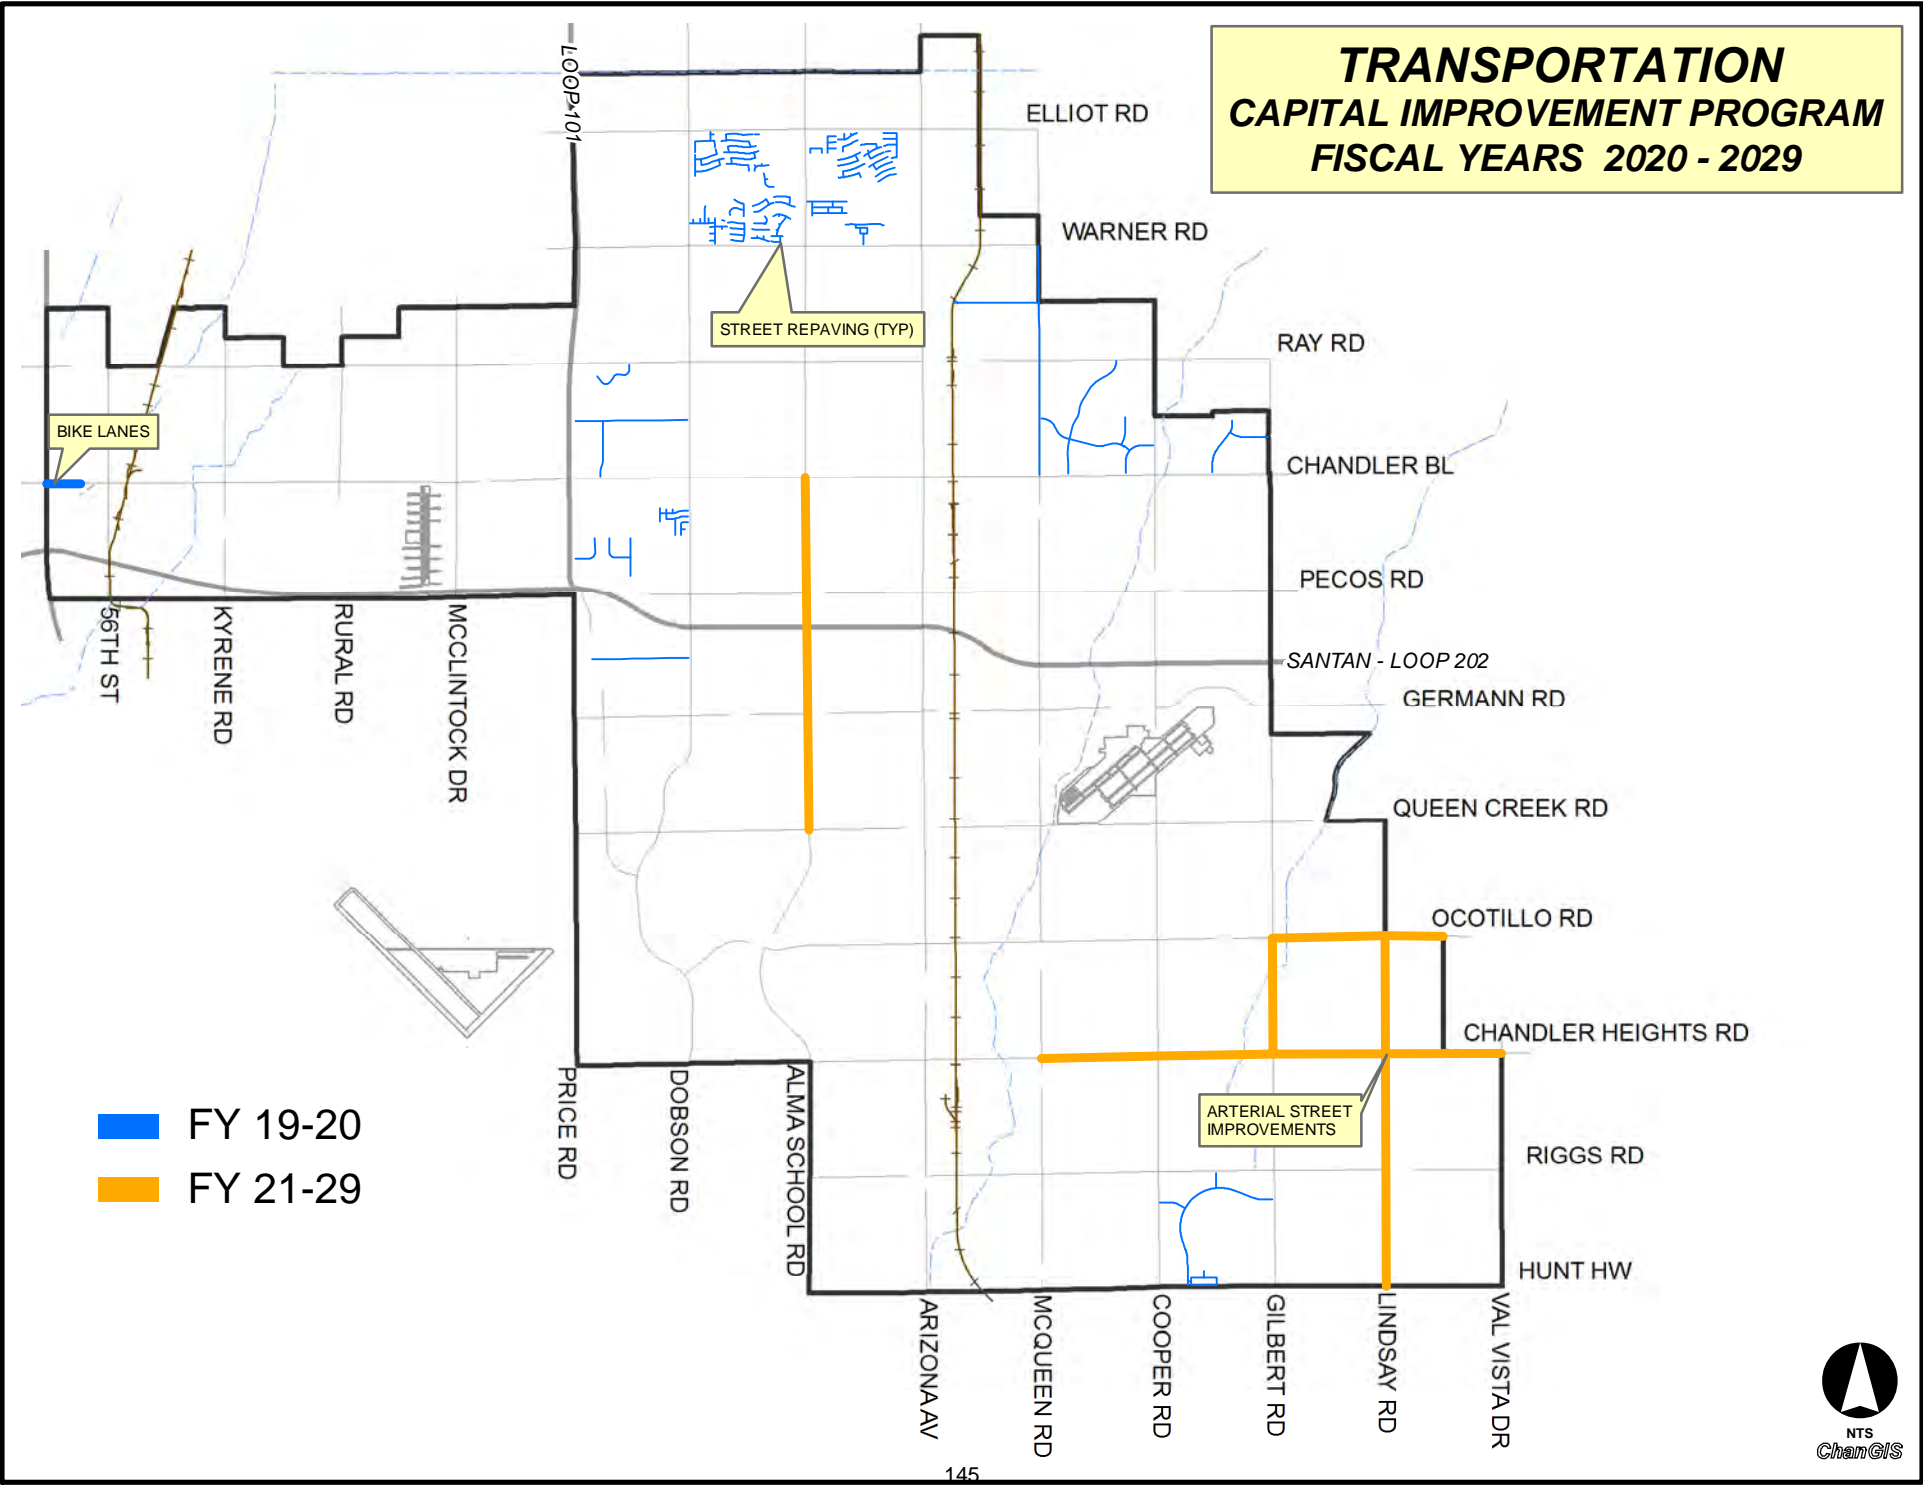 TRANSPORTATION
CAPITAL IMPROVEMENT PROGRAM
FISCAL YEARS 2020 - 2029
LOOP 101
ELLIOT RD
WARNER RD
STREET REPAVING (TYP)
RAY RD
BIKE LANES
CHANDLER BL
PECOS RD
SANTAN - LOOP 202
GERMANN RD
56TH ST
KYRENE RD
RURAL RD
MCCLINTOCK DR
QUEEN CREEK RD
OCOTILLO RD
CHANDLER HEIGHTS RD
ARTERIAL STREET
IMPROVEMENTS
PRICE RD
DOBSON RD
ALMA SCHOOL RD
FY 19-20
FY 21-29
RIGGS RD
HUNT HW
ARIZONA AV
MCQUEEN RD
COOPER RD
GILBERT RD
LINDSAY RD
VAL VISTA DR
NTS
ChanGIS
145